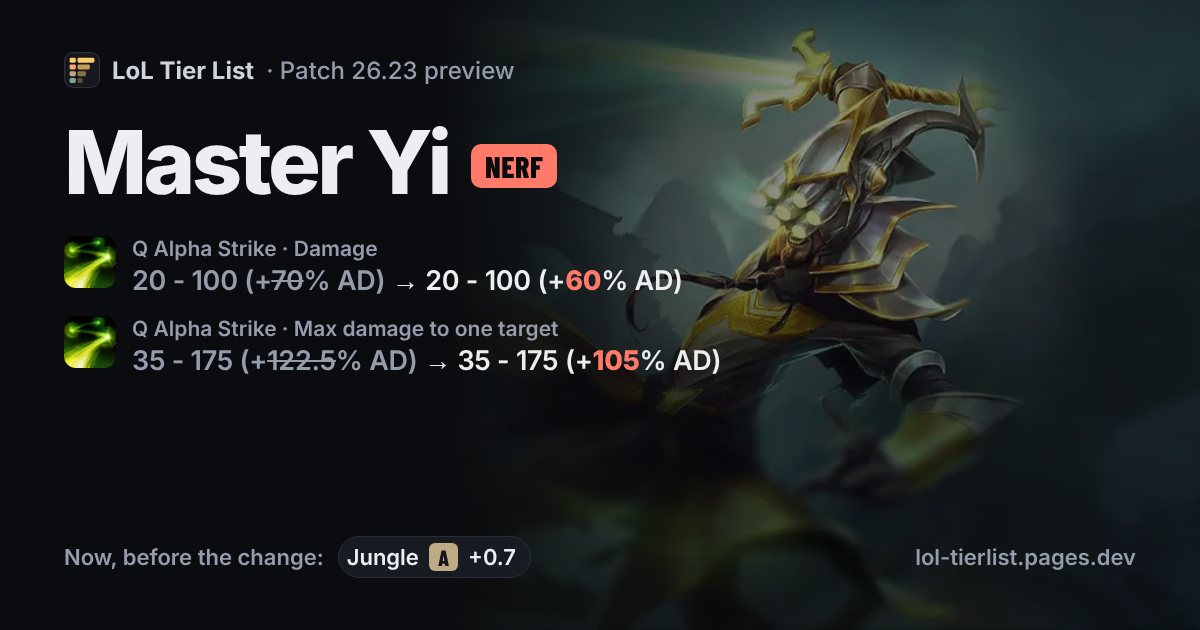 LoL Tier List · Patch 26.23 preview
Master Yi NERF
Q Alpha Strike · Damage
20 - 100 (+70% AD) → 20 - 100 (+60% AD)
Q Alpha Strike · Max damage to one target
35 - 175 (+122.5% AD) → 35 - 175 (+105% AD)
Now, before the change: Jungle A +0.7
lol-tierlist.pages.dev